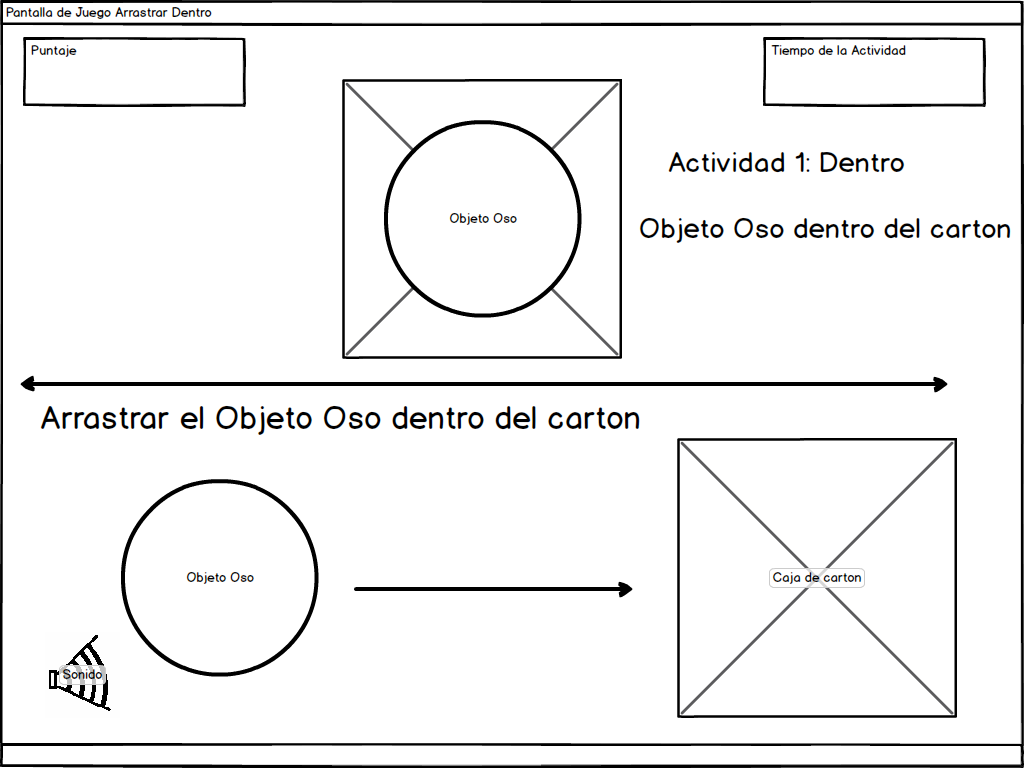 Pantalla de Juego Arrastrar Dentro
Puntaje
Tiempo de la Actividad
Objeto Oso
Actividad 1: Dentro
Objeto Oso dentro del carton
Arrastrar el Objeto Oso dentro del carton
Objeto Oso
Caja de carton
Sonido